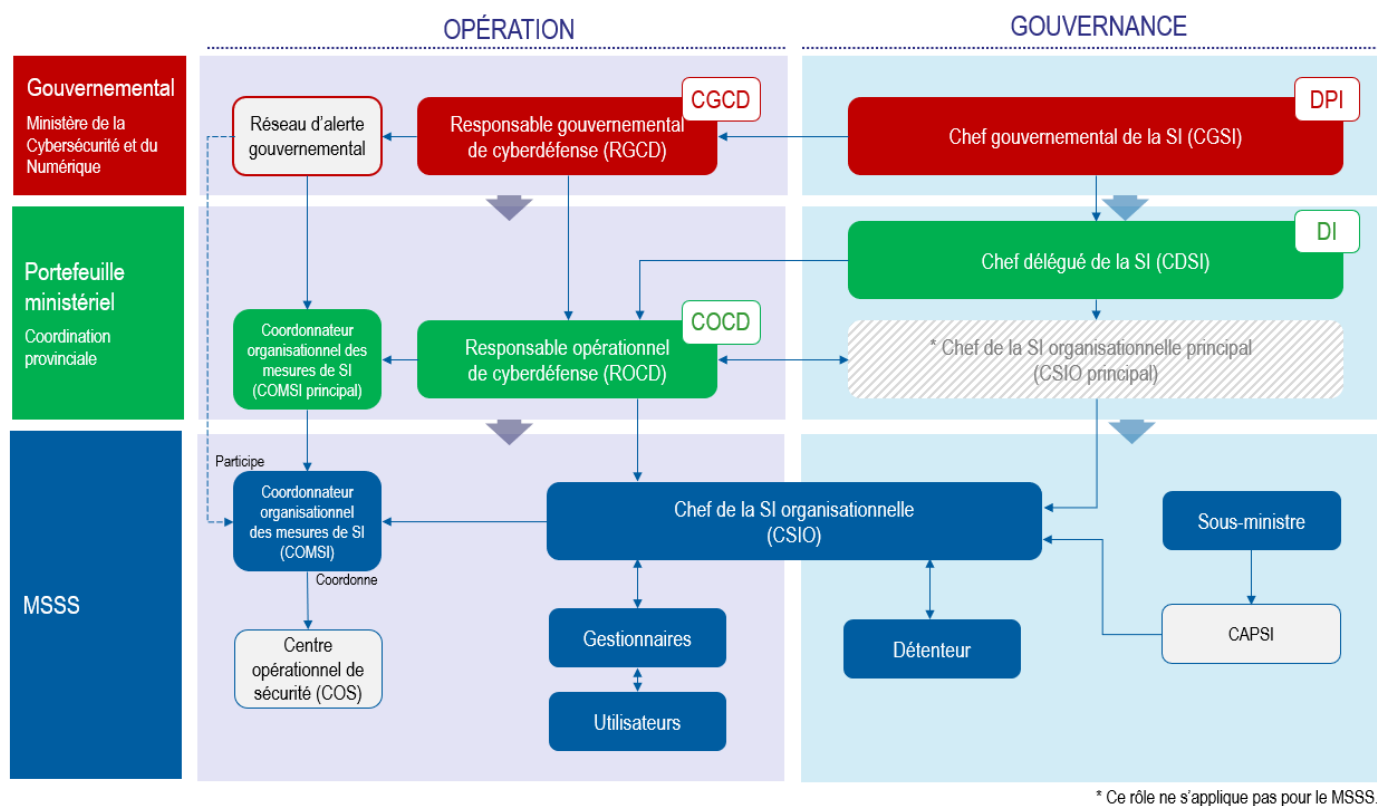 OPÉRATION
GOUVERNANCE
Gouvernemental
Ministère de la
Cybersécurité et du
Numérique
Réseau d'alerte
gouvernemental
CGCD
Responsable gouvernemental
de cyberdéfense (RGCD)
DPI
Chef gouvernemental de la SI (CGSI)
Portefeuille
ministériel
Coordination
provinciale
DI
Chef délégué de la SI (CDSI)
Coordonnateur
organisationnel des
mesures de SI
(COMSI principal)
COCD
Responsable opérationnel
de cyberdéfense (ROCD)
* Chef de la SI organisationnelle principal
(CSIO principal)
MSSS
Participe
Coordonnateur
organisationnel
des mesures de SI
(COMSI)
Coordonne
Centre
opérationnel de
sécurité (COS)
Chef de la SI organisationnelle
(CSIO)
Gestionnaires
Utilisateurs
Détenteur
Sous-ministre
CAPSI
* Ce rôle ne s'applique pas pour le MSSS.